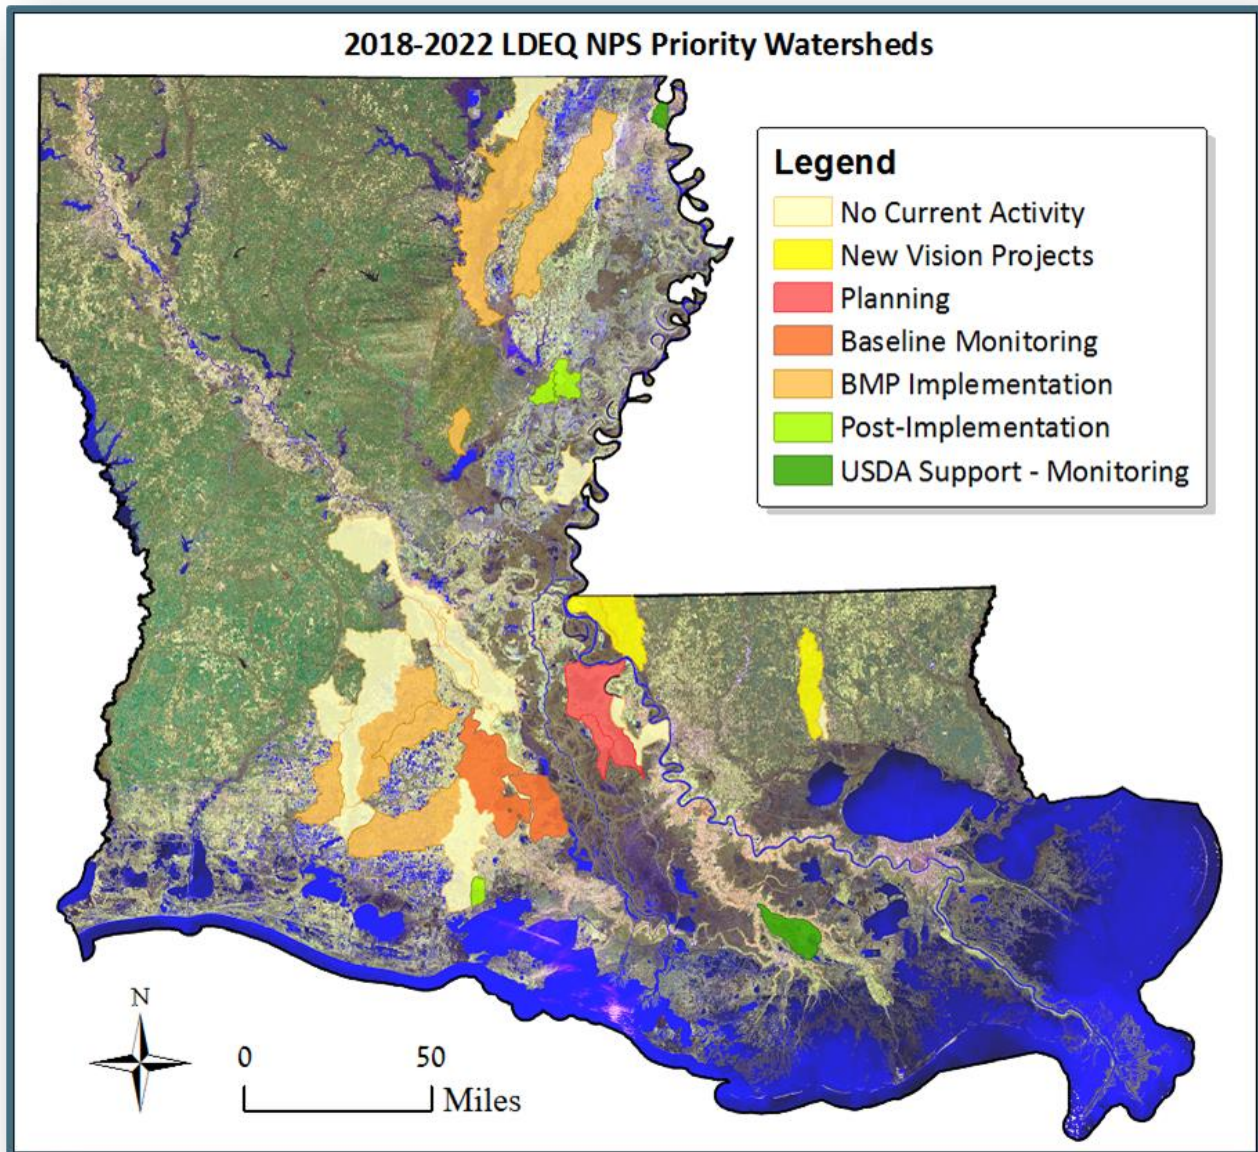 2018-2022 LDEQ NPS Priority Watersheds
Legend
No Current Activity
New Vision Projects
Planning
Baseline Monitoring
BMP Implementation
Post-Implementation
USDA Support - Monitoring
N
0 50
Miles